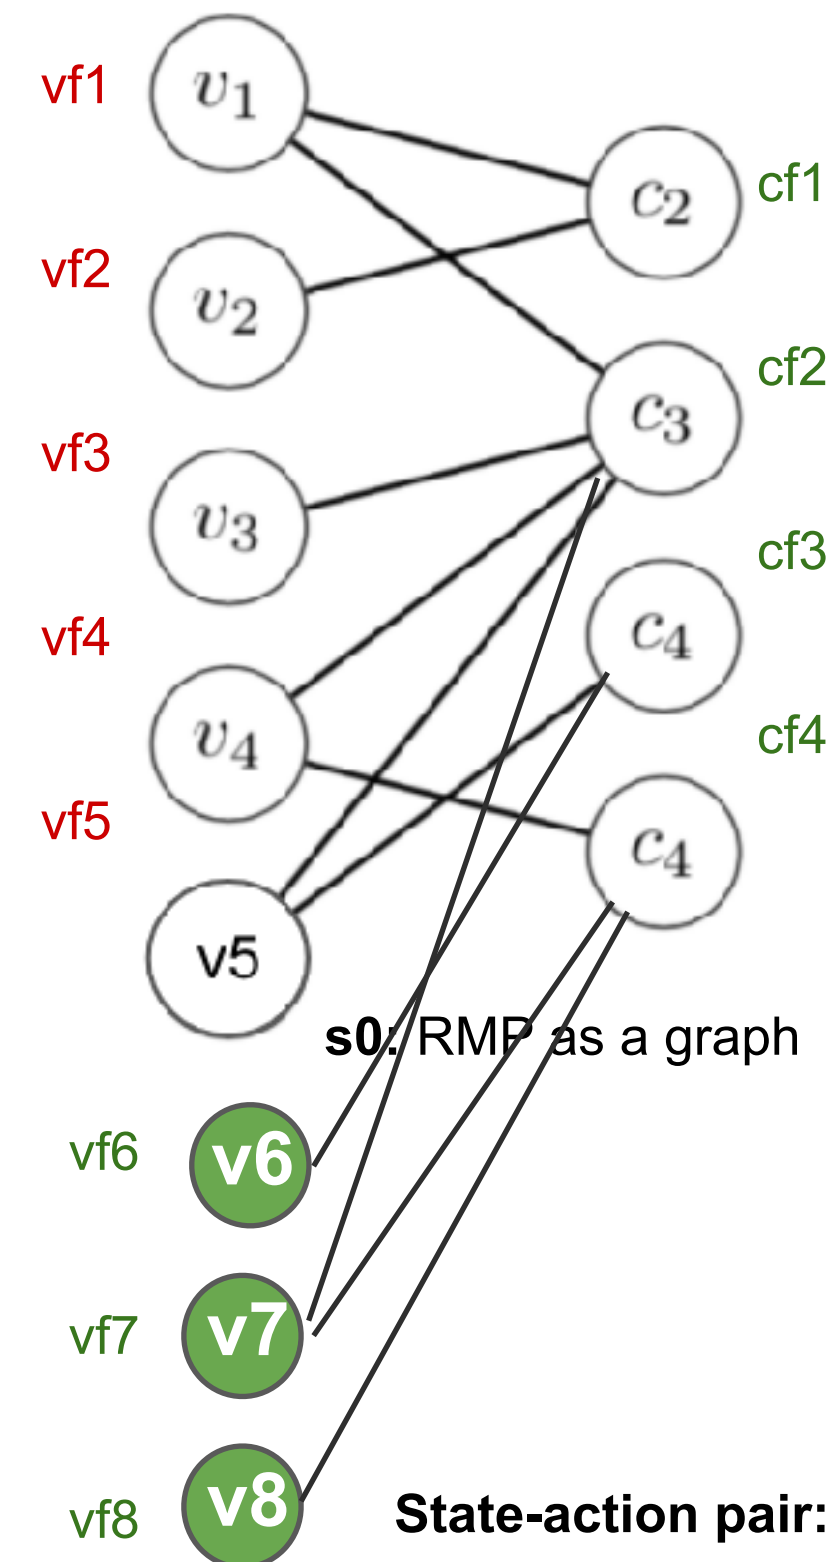 vf1
v1
c2
cf1
vf2
v2
cf2
c3
vf3
v3
cf3
c4
vf4
v4
cf4
vf5
c4
v5
s0: RMP as a graph
vf6
v6
vf7
v7
vf8
v8
State-action pair: